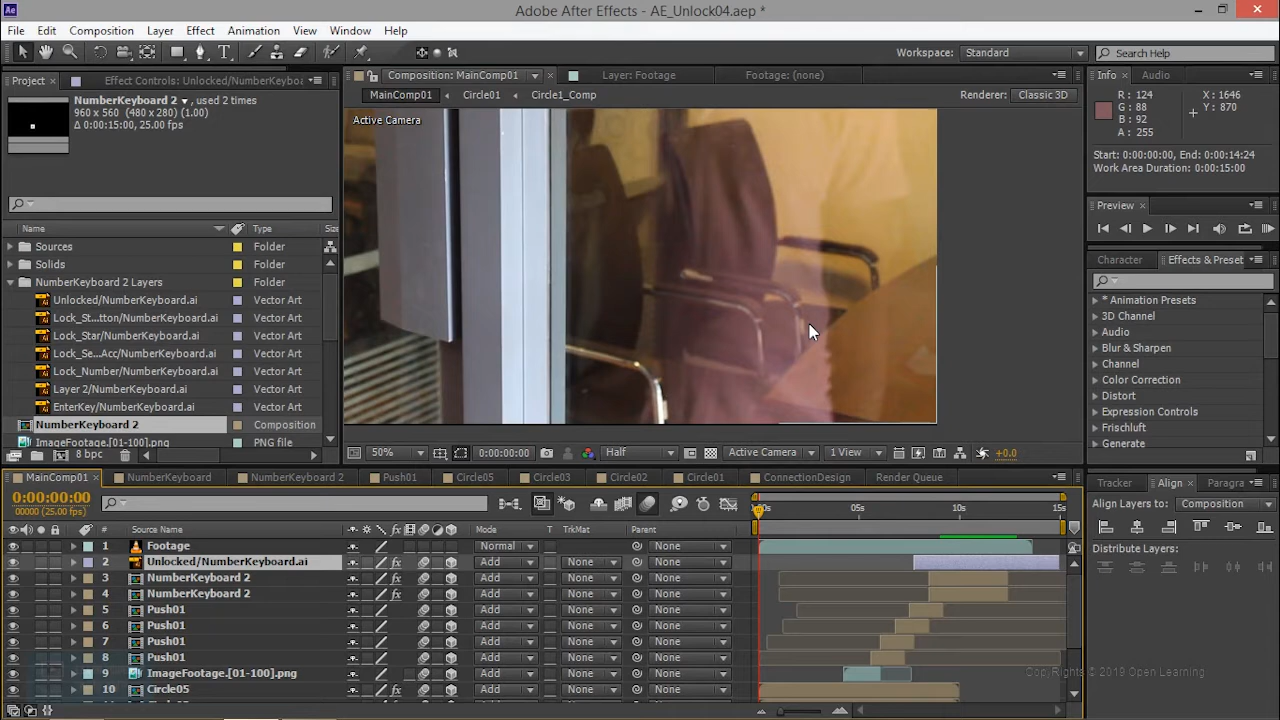 Ae Adobe After Effects - AE_Unlock04.aep *
File Edit Composition Layer Effect Animation View Window Help
T Workspace: Standard Search Help
Project Effect Controls: Unlocked/NumberKeyboa Composition: MainComp01 Layer: Footage Footage: (none) Info Audio
NumberKeyboard 2 , used 2 times
960 x 560 (480 x 280) (1.00)
Δ 0:00:15:00, 25.00 fps
MainComp01 Circle01 Circle1_Comp Renderer: Classic 3D
Active Camera
R : 124 X : 1646
G : 88 Y : 870
B : 92
A : 255
Start: 0:00:00:00, End: 0:00:14:24
Work Area Duration: 0:00:15:00
Preview
Character Effects & Preset
Name Type Siz
Sources Folder
Solids Folder
NumberKeyboard 2 Layers Folder
Unlocked/NumberKeyboard.ai Vector Art
Lock_St...tton/NumberKeyboard.ai Vector Art
Lock_Star/NumberKeyboard.ai Vector Art
Lock_Se...Acc/NumberKeyboard.ai Vector Art
Lock_Number/NumberKeyboard.ai Vector Art
Layer 2/NumberKeyboard.ai Vector Art
EnterKey/NumberKeyboard.ai Vector Art
NumberKeyboard 2 Composition
ImageFootage.[01-100].png PNG file
8 bpc
* Animation Presets
3D Channel
Audio
Blur & Sharpen
Channel
Color Correction
Distort
Expression Controls
Frischluft
Generate
50% 0:00:00:00 Half Active Camera 1 View +0.0
MainComp01 NumberKeyboard NumberKeyboard 2 Push01 Circle05 Circle03 Circle02 Circle01 ConnectionDesign Render Queue
0:00:00:00
00000 (25.00 fps)
# Source Name fx Mode T TrkMat Parent
05s 10s 15s
1 Footage Normal None
2 Unlocked/NumberKeyboard.ai fx Add None None
3 NumberKeyboard 2 fx Add None None
4 NumberKeyboard 2 fx Add None None
5 Push01 Add None None
6 Push01 Add None None
7 Push01 Add None None
8 Push01 Add None None
9 ImageFootage.[01-100].png Add None None
10 Circle05 fx Add None None
Tracker Align Paragra
Align Layers to: Composition
Distribute Layers:
Copy Rights © 2019 Open Learning